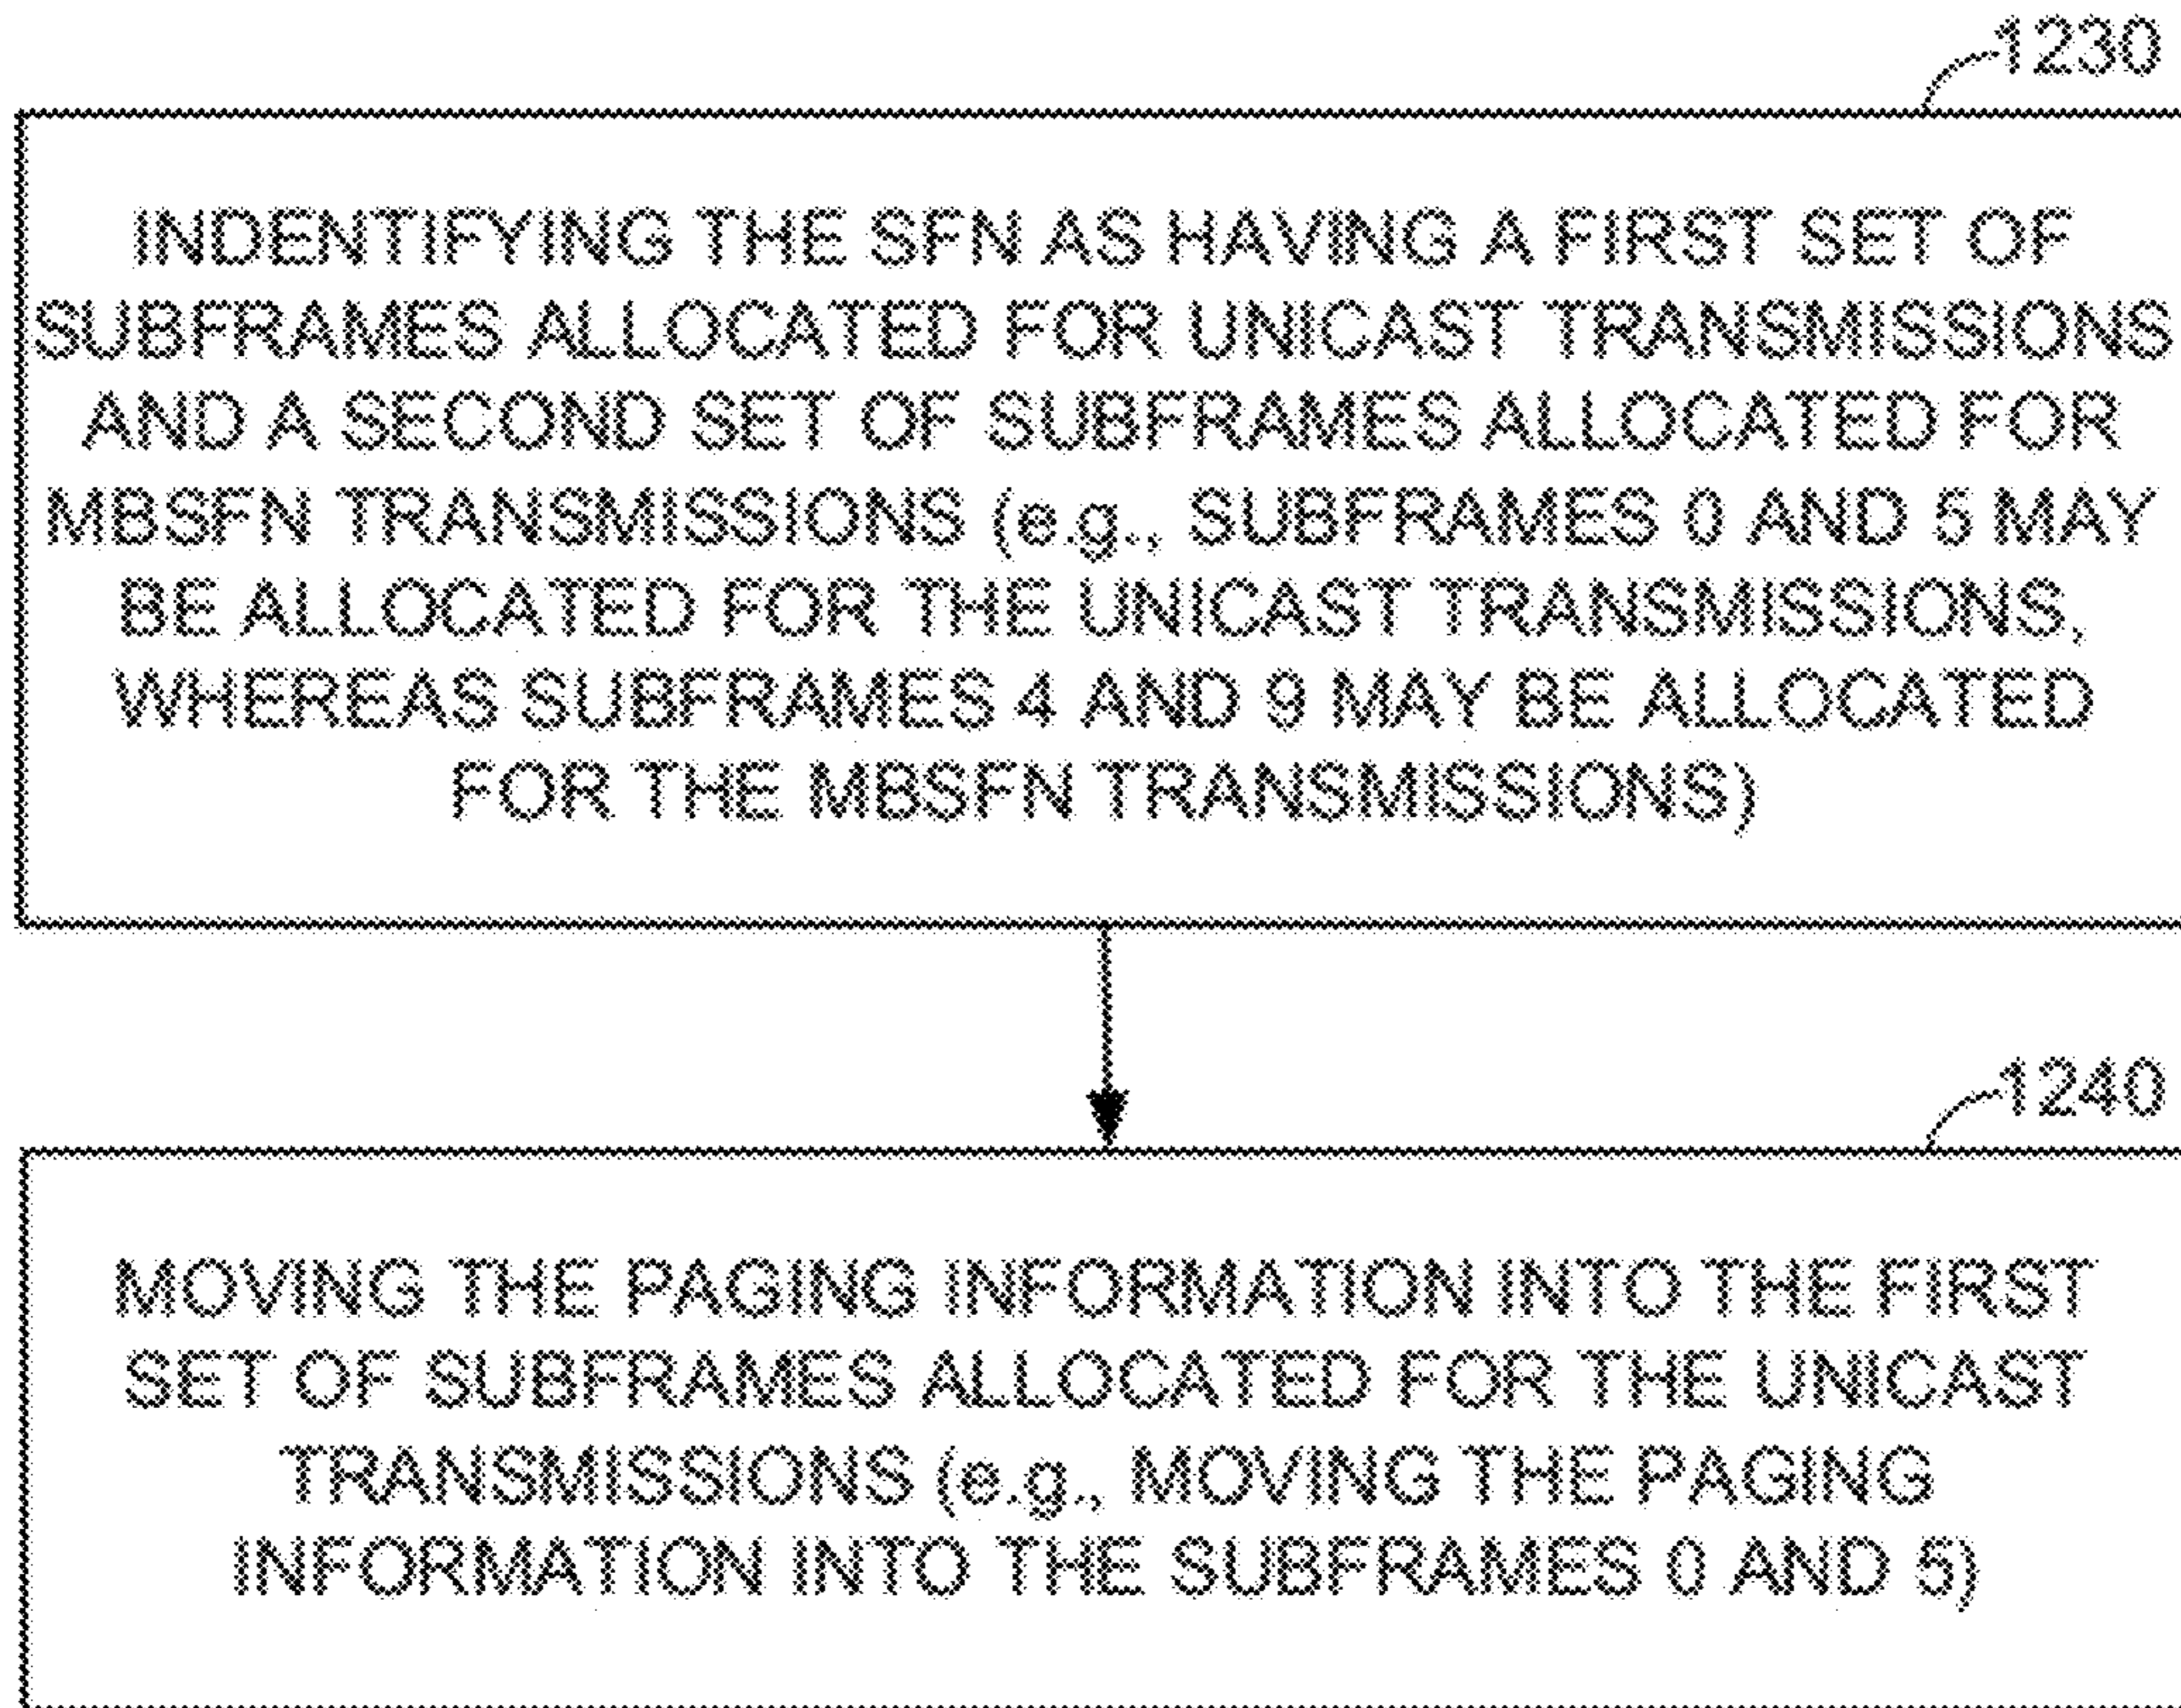 1230
INDENTIFYING THE SFN AS HAVING A FIRST SET OF
SUBFRAMES ALLOCATED FOR UNICAST TRANSMISSIONS
AND A SECOND SET OF SUBFRAMES ALLOCATED FOR
MBSFN TRANSMISSIONS (e.g., SUBFRAMES 0 AND 5 MAY
BE ALLOCATED FOR THE UNICAST TRANSMISSIONS,
WHEREAS SUBFRAMES 4 AND 9 MAY BE ALLOCATED
FOR THE MBSFN TRANSMISSIONS)
1240
MOVING THE PAGING INFORMATION INTO THE FIRST
SET OF SUBFRAMES ALLOCATED FOR THE UNICAST
TRANSMISSIONS (e.g., MOVING THE PAGING
INFORMATION INTO THE SUBFRAMES 0 AND 5)